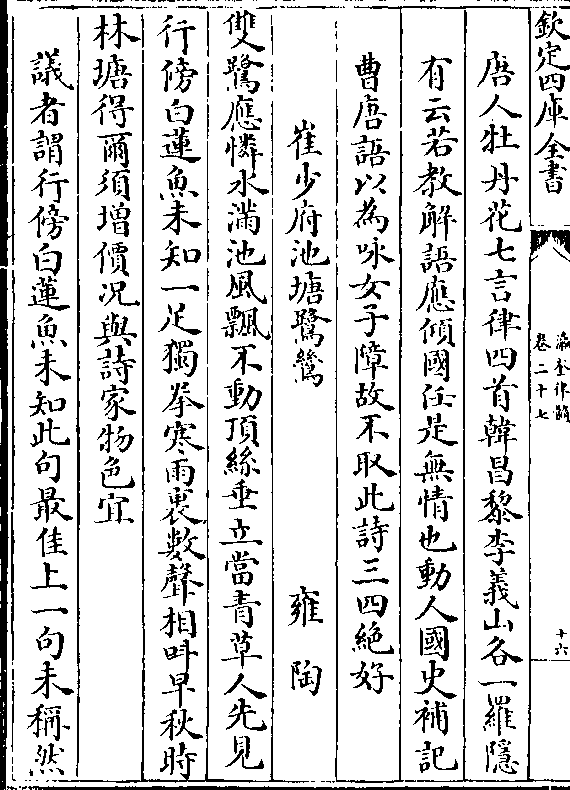 欽定四庫全書
瀛奎律髓
卷二十七
十六
唐人牡丹花七言律四首韓昌黎李義山各一羅隱
有云若教解語應傾國任是無情也動人國史補記
曹唐語以為咏女子障故不取此詩三四絶好
崔少府池塘鷺鷥 雍陶
雙鷺應憐水滿池風飄不動頂絲垂立當青草人先見
行傍白蓮魚未知一足獨拳寒雨裏數聲相呌早秋時
林塘得爾須增價况與詩家物色宜
議者謂行傍白蓮魚未知此句最佳上一句未稱然